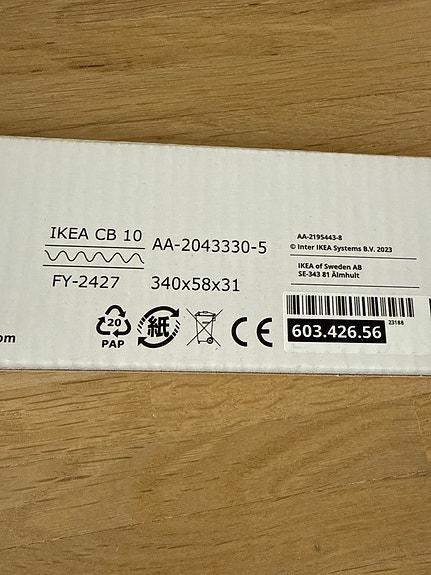 IKEA CB 10
FY-2427
AA-2043330-5
340x58x31
20
PAP
紙
CE
AA-2195443-8
© Inter IKEA Systems B.V. 2023
IKEA of Sweden AB
SE-343 81 Älmhult
23188
603.426.56
om